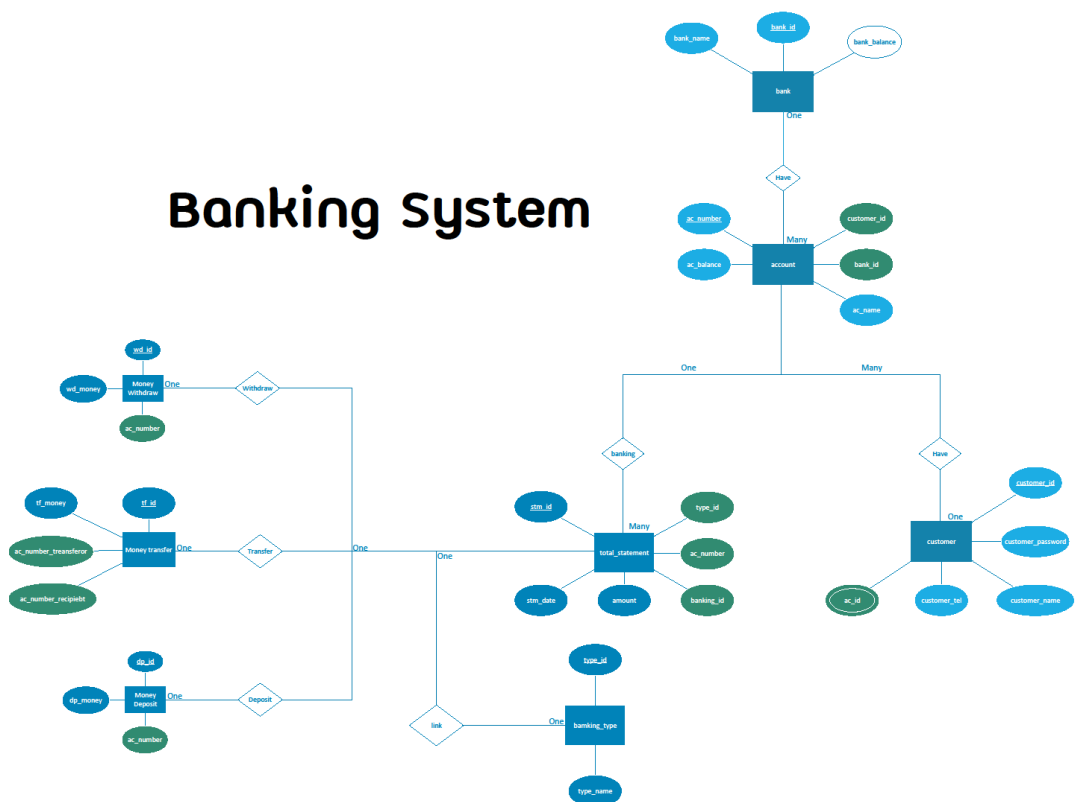 bank_id
bank_name
bank_balance
bank
One
Have
Banking System
ac_number
customer_id
Many
ac_balance
account
bank_id
ac_name
wd_id
One
Many
wd_money
Money
Withdraw
One
Withdraw
ac_number
banking
Have
customer_id
tf_money
tf_id
stm_id
type_id
One
Many
ac_number_treansferor
Money transfer
One
Transfer
One
One
total_statement
ac_number
customer
customer_password
ac_number_recipiebt
stm_date
amount
banking_id
ac_id
customer_tel
customer_name
dp_id
type_id
dp_money
Money
Deposit
One
Deposit
link
One
bamking_type
ac_number
type_name